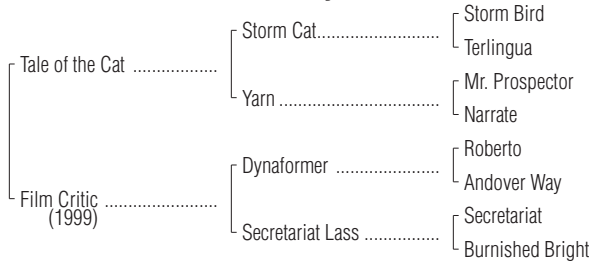 Storm Bird
Storm Cat..................
Terlingua
Tale of the Cat .................
Mr. Prospector
Yarn ................................
Narrate
Roberto
Dynaformer .....................
Andover Way
Film Critic ......................
(1999)
Secretariat
Secretariat Lass ...............
Burnished Bright